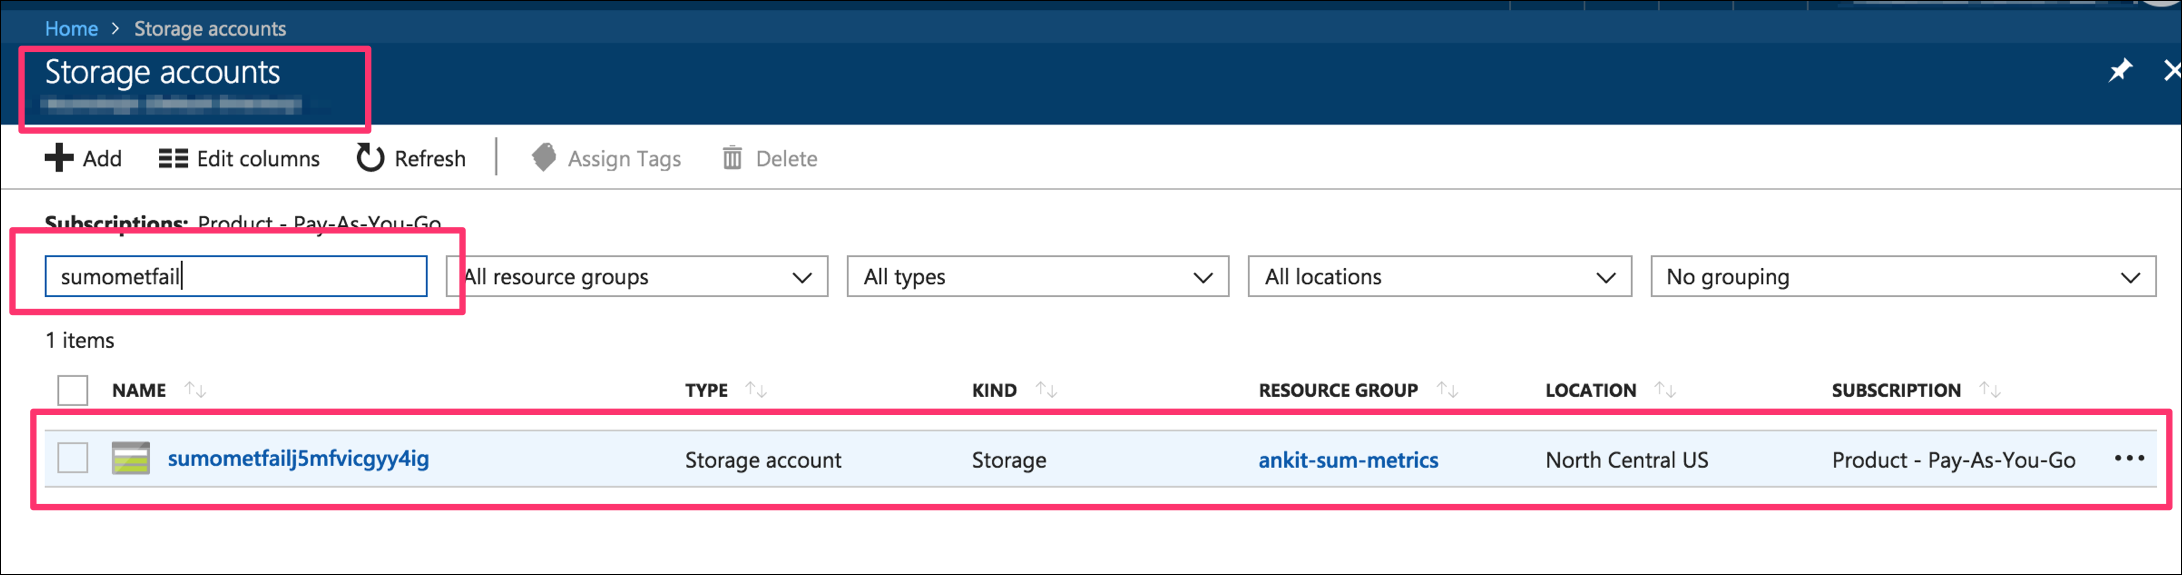 Home > Storage accounts
Storage accounts
Add Edit columns Refresh Assign Tags Delete
Subscriptions: Product - Pay-As-You-Go
sumometfail All resource groups All types All locations No grouping
1 items
NAME TYPE KIND RESOURCE GROUP LOCATION SUBSCRIPTION
sumometfailj5mfvicgyy4ig Storage account Storage ankit-sum-metrics North Central US Product - Pay-As-You-Go